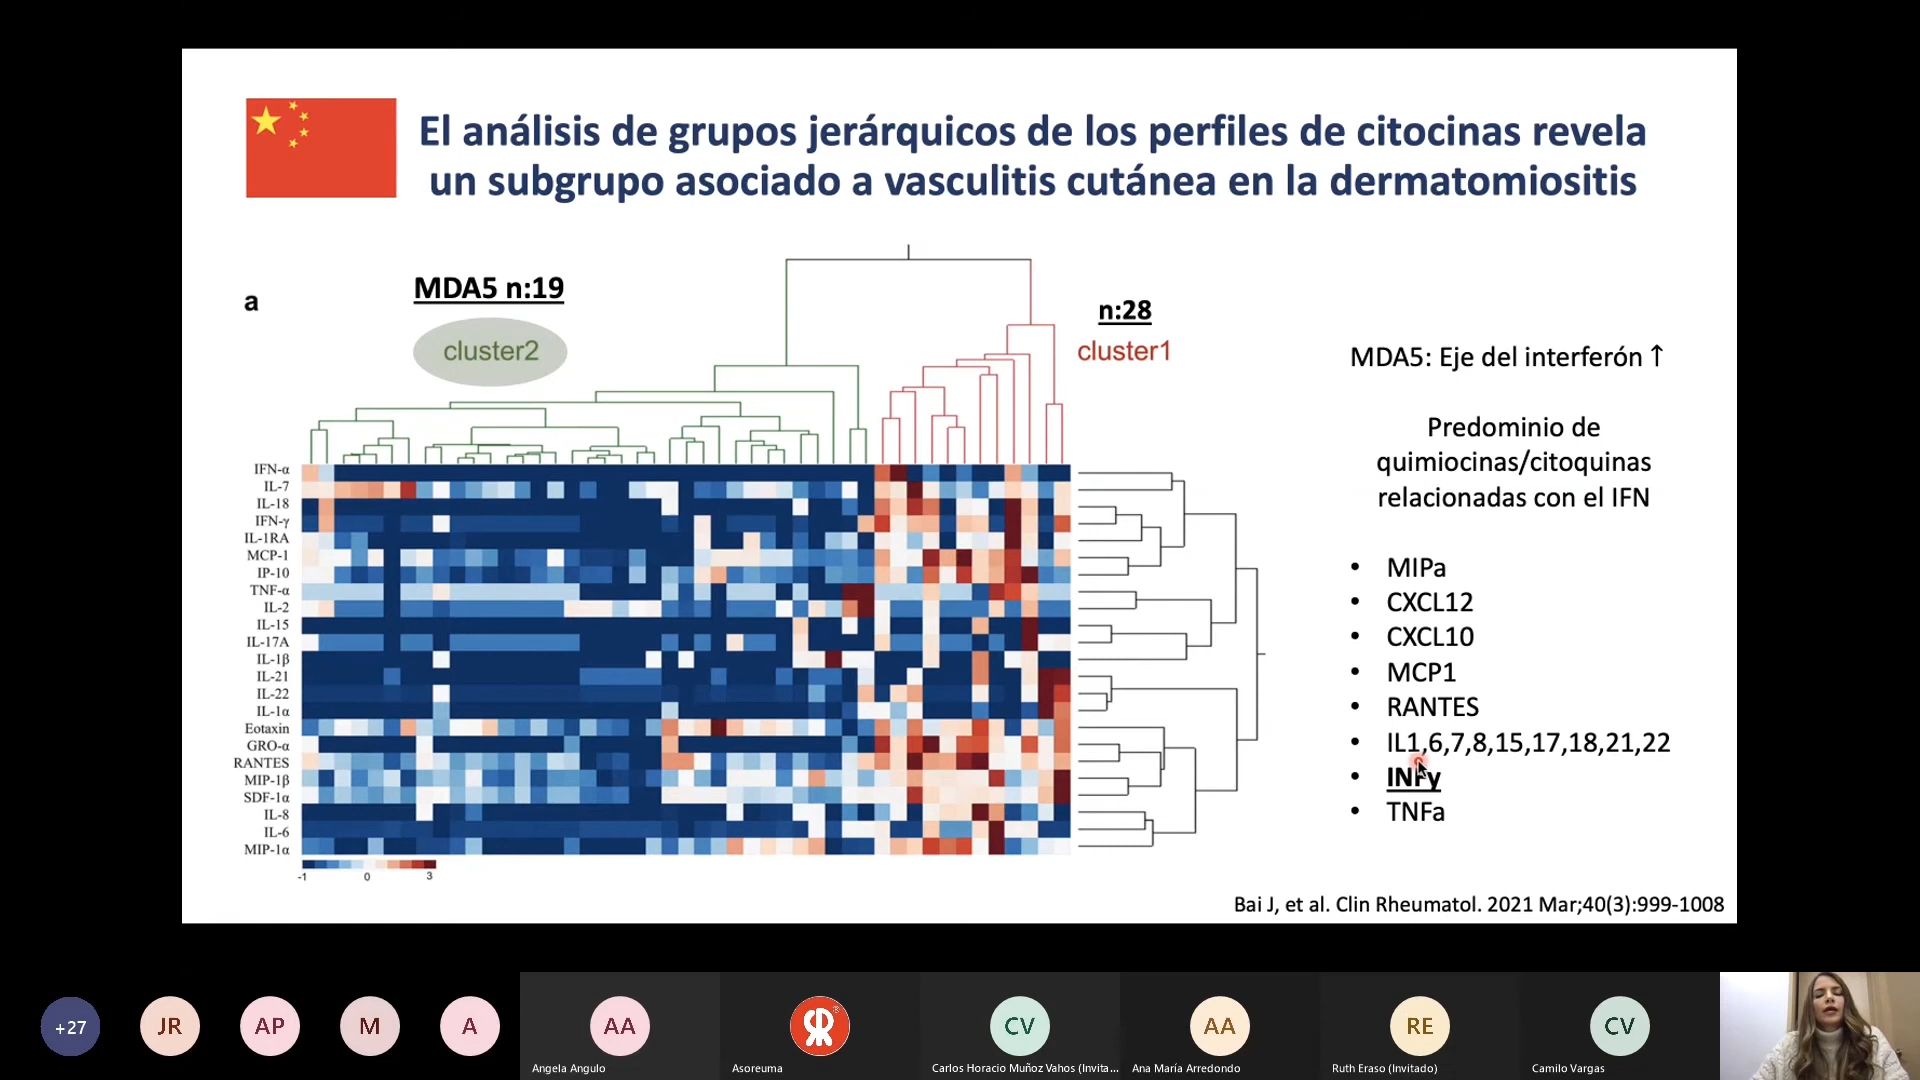 El análisis de grupos jerárquicos de los perfiles de citocinas revela
un subgrupo asociado a vasculitis cutánea en la dermatomiositis
a
MDA5 n:19
cluster2
n:28
cluster1
IFN-α
IL-7
IL-18
IFN-γ
IL-1RA
MCP-1
IP-10
TNF-α
IL-2
IL-15
IL-17A
IL-1β
IL-21
IL-22
IL-1α
Eotaxin
GRO-α
RANTES
MIP-1β
SDF-1α
IL-8
IL-6
MIP-1α
-1 0 3
MDA5: Eje del interferón ↑
Predominio de
quimiocinas/citoquinas
relacionadas con el IFN
• MIPa
• CXCL12
• CXCL10
• MCP1
• RANTES
• IL1,6,7,8,15,17,18,21,22
• INFy
• TNFa
Bai J, et al. Clin Rheumatol. 2021 Mar;40(3):999-1008
+27
JR
AP
M
A
AA
Angela Angulo
Asoreuma
CV
Carlos Horacio Muñoz Vahos (Invita...
AA
Ana María Arredondo
RE
Ruth Eraso (Invitado)
CV
Camilo Vargas